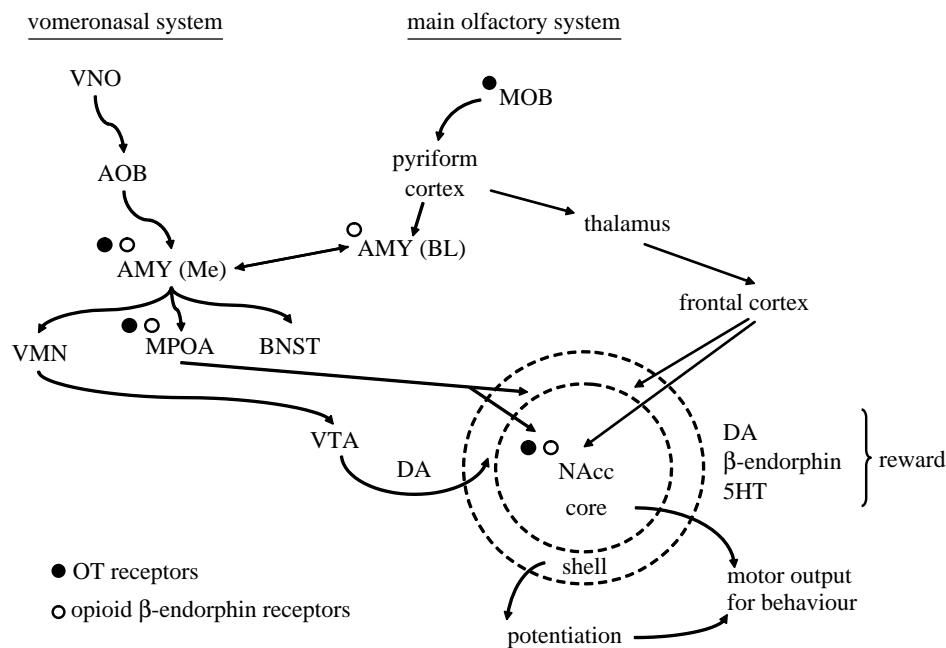 vomeronasal system
main olfactory system
VNO
MOB
AOB
pyriform
cortex
thalamus
AMY (Me)
AMY (BL)
frontal cortex
VMN
MPOA
BNST
VTA
DA
NAcc
core
shell
DA
β-endorphin
5HT
reward
OT receptors
opioid β-endorphin receptors
motor output
for behaviour
potentiation